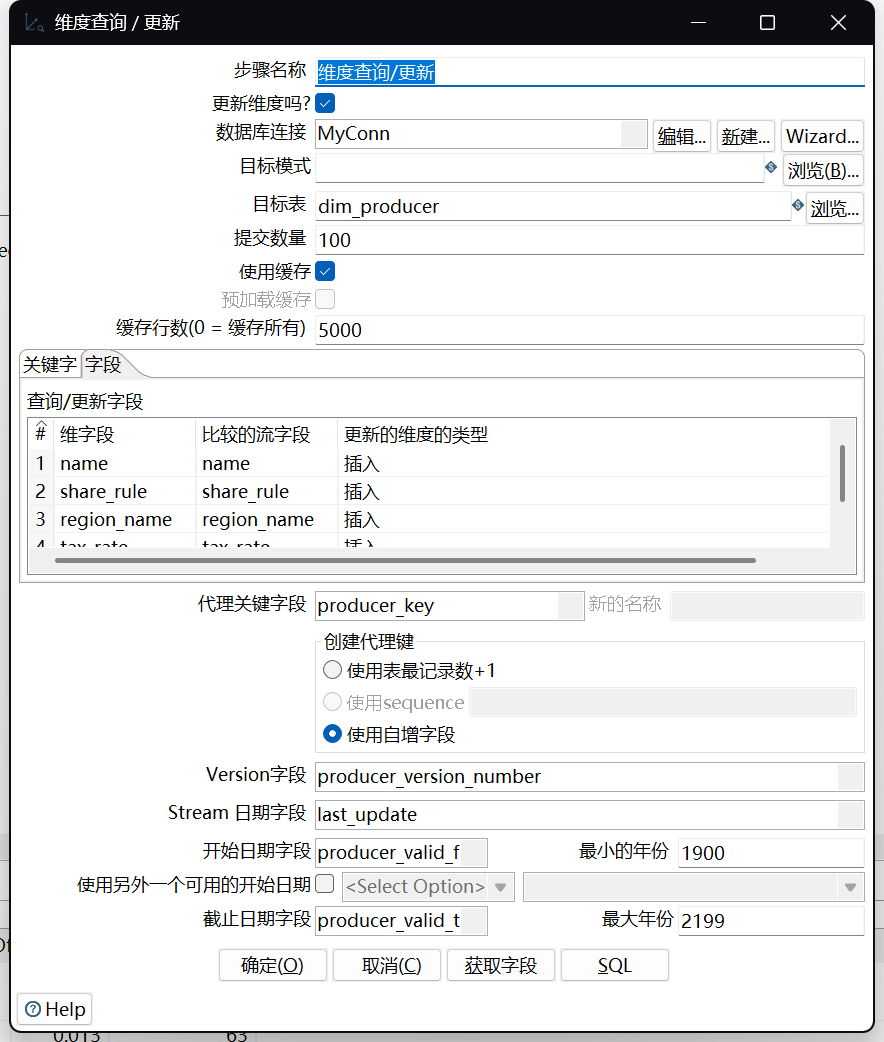 维度查询 / 更新
步骤名称 维度查询/更新
更新维度吗?
数据库连接 MyConn 编辑... 新建... Wizard...
目标模式 浏览(B)...
目标表 dim_producer 浏览...
提交数量 100
使用缓存
预加载缓存
缓存行数(0 = 缓存所有) 5000
关键字 字段
查询/更新字段
# 维字段 比较的流字段 更新的维度的类型
1 name name 插入
2 share_rule share_rule 插入
3 region_name region_name 插入
4 tax_rate tax_rate 插入
代理关键字段 producer_key 新的名称
创建代理键
使用表最记录数+1
使用sequence
使用自增字段
Version字段 producer_version_number
Stream 日期字段 last_update
开始日期字段 producer_valid_f 最小的年份 1900
使用另外一个可用的开始日期 <Select Option>
截止日期字段 producer_valid_t 最大年份 2199
确定(O) 取消(C) 获取字段 SQL
Help
0.013 63